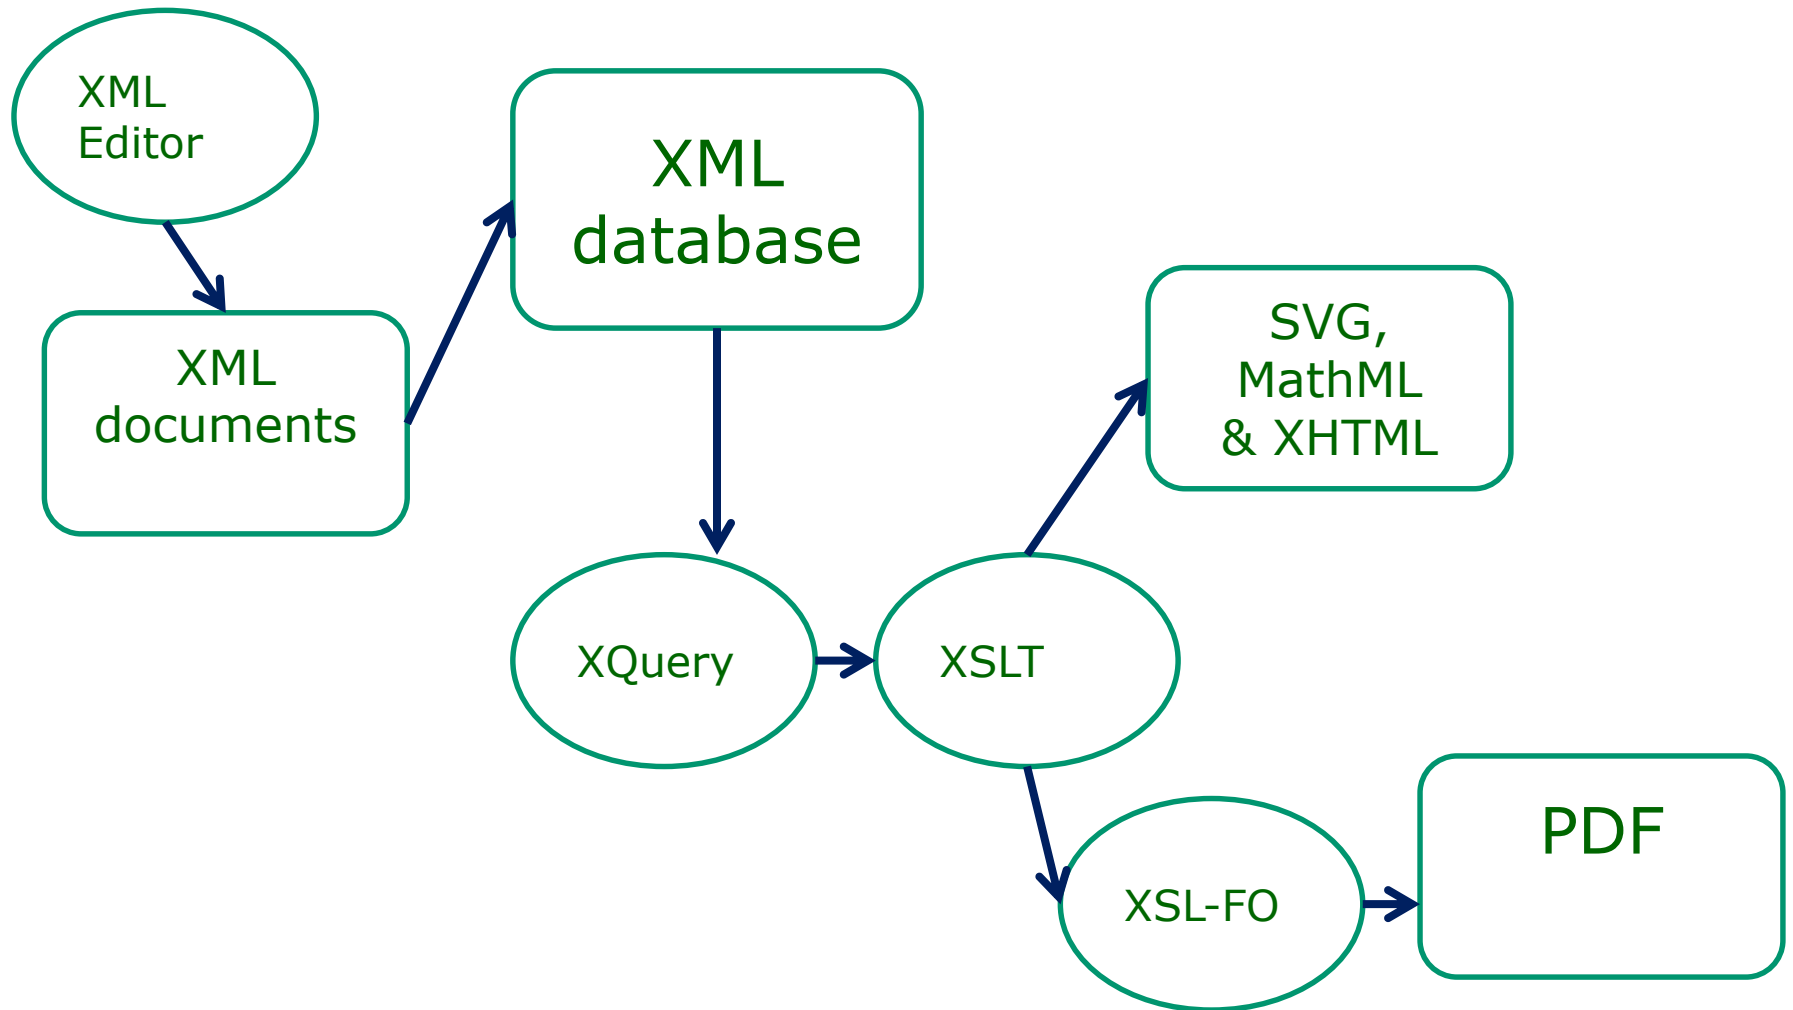 XML
Editor
XML
documents
XML
database
SVG,
MathML
& XHTML
XQuery
XSLT
XSL-FO
PDF